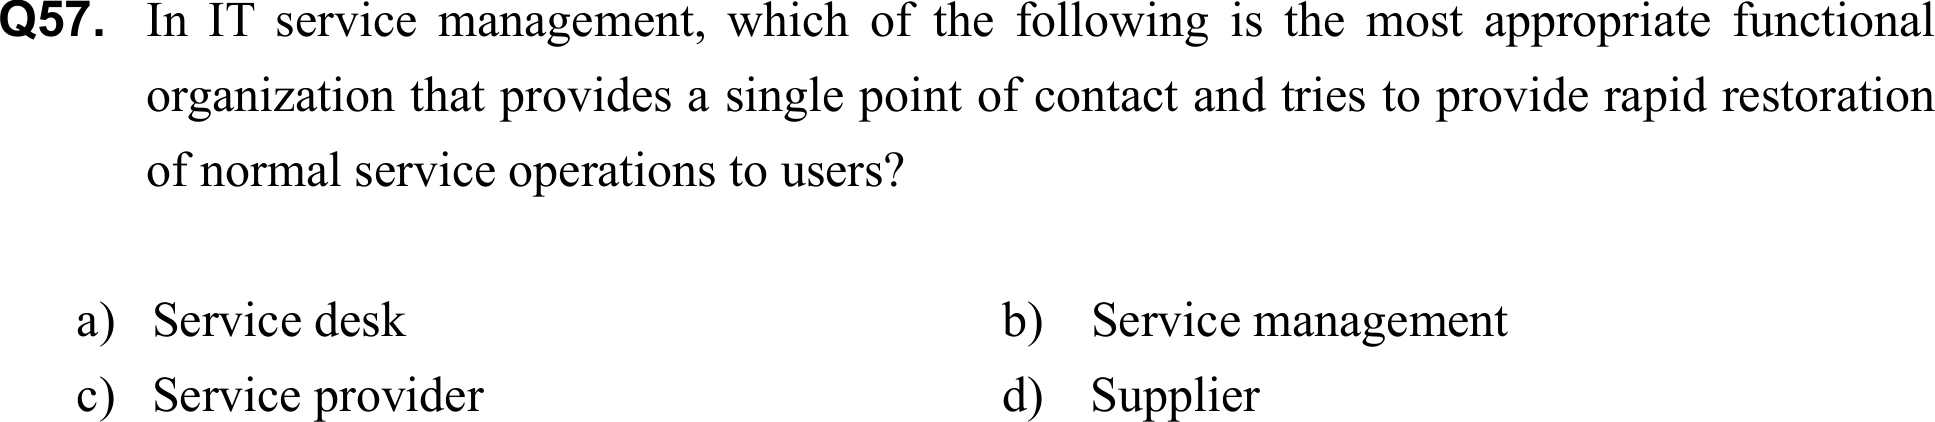 Q57. In IT service management, which of the following is the most appropriate functional
organization that provides a single point of contact and tries to provide rapid restoration
of normal service operations to users?
a) Service desk b) Service management
c) Service provider d) Supplier